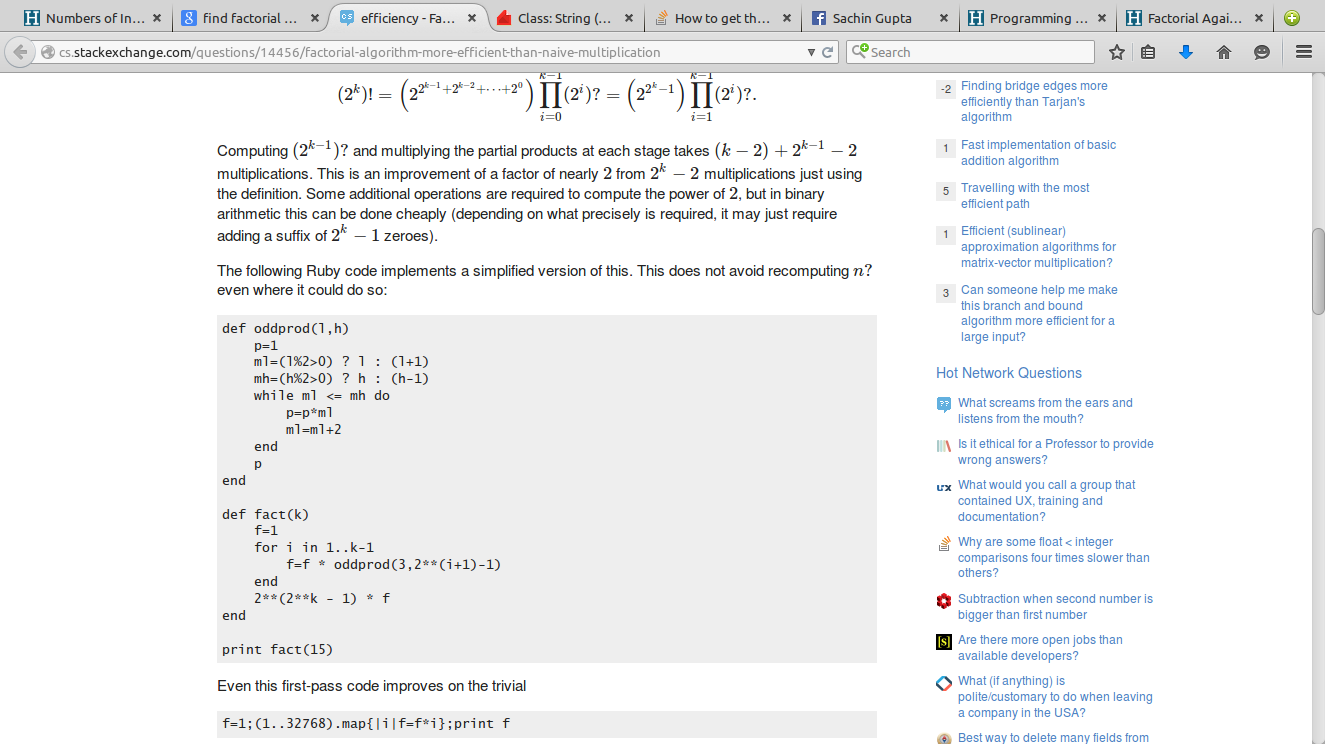 Numbers of In... ×
find factorial ... ×
efficiency - Fa... ×
Class: String (... ×
How to get th... ×
Sachin Gupta ×
Programming ... ×
Factorial Agai... ×
cs.stackexchange.com/questions/14456/factorial-algorithm-more-efficient-than-naive-multiplication
Search
(2^k)! = (2^{2^{k−1}+2^{k−2}+⋯+2^0}) ∏_{i=0}^{k−1} (2^i)? = (2^{2^k−1}) ∏_{i=1}^{k−1} (2^i)?.
Computing (2^{k−1})? and multiplying the partial products at each stage takes (k − 2) + 2^{k−1} − 2
multiplications. This is an improvement of a factor of nearly 2 from 2^k − 2 multiplications just using
the definition. Some additional operations are required to compute the power of 2, but in binary
arithmetic this can be done cheaply (depending on what precisely is required, it may just require
adding a suffix of 2^k − 1 zeroes).
The following Ruby code implements a simplified version of this. This does not avoid recomputing n?
even where it could do so:
def oddprod(l,h)
p=1
ml=(l%2>0) ? l : (l+1)
mh=(h%2>0) ? h : (h-1)
while ml <= mh do
p=p*ml
ml=ml+2
end
p
end
def fact(k)
f=1
for i in 1..k-1
f=f * oddprod(3,2**(i+1)-1)
end
2**(2**k - 1) * f
end
print fact(15)
Even this first-pass code improves on the trivial
f=1;(1..32768).map{|i|f=f*i};print f
-2 Finding bridge edges more
efficiently than Tarjan's
algorithm
1 Fast implementation of basic
addition algorithm
5 Travelling with the most
efficient path
1 Efficient (sublinear)
approximation algorithms for
matrix-vector multiplication?
3 Can someone help me make
this branch and bound
algorithm more efficient for a
large input?
Hot Network Questions
What screams from the ears and
listens from the mouth?
Is it ethical for a Professor to provide
wrong answers?
What would you call a group that
contained UX, training and
documentation?
Why are some float < integer
comparisons four times slower than
others?
Subtraction when second number is
bigger than first number
Are there more open jobs than
available developers?
What (if anything) is
polite/customary to do when leaving
a company in the USA?
Best way to delete many fields from